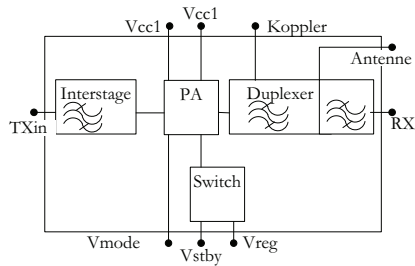 Vcc1
Vcc1
Koppler
Antenne
Interstage
PA
Duplexer
TXin
RX
Switch
Vmode
Vstby
Vreg